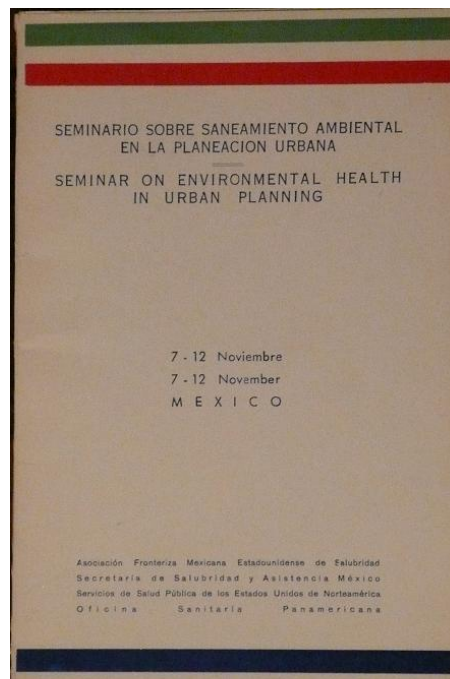 SEMINARIO SOBRE SANEAMIENTO AMBIENTAL
EN LA PLANEACION URBANA
SEMINAR ON ENVIRONMENTAL HEALTH
IN URBAN PLANNING
7 - 12 Noviembre
7 - 12 November
MEXICO
Asociación Fronteriza Mexicana Estadounidense de Salubridad
Secretaría de Salubridad y Asistencia México
Servicios de Salud Pública de los Estados Unidos de Norteamérica
Oficina Sanitaria Panamericana